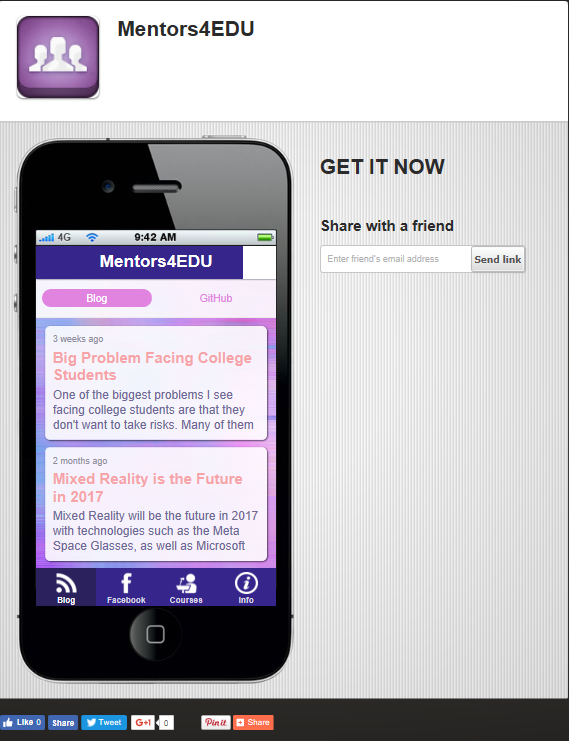 Mentors4EDU
GET IT NOW
Share with a friend
Enter friend's email address
Send link
4G 9:42 AM
Mentors4EDU
Blog GitHub
3 weeks ago
Big Problem Facing College
Students
One of the biggest problems I see
facing college students are that they
don't want to take risks. Many of them
2 months ago
Mixed Reality is the Future
in 2017
Mixed Reality will be the future in 2017
with technologies such as the Meta
Space Glasses, as well as Microsoft
Blog Facebook Courses Info
Like 0 Share Tweet G+1 0 Pin it Share